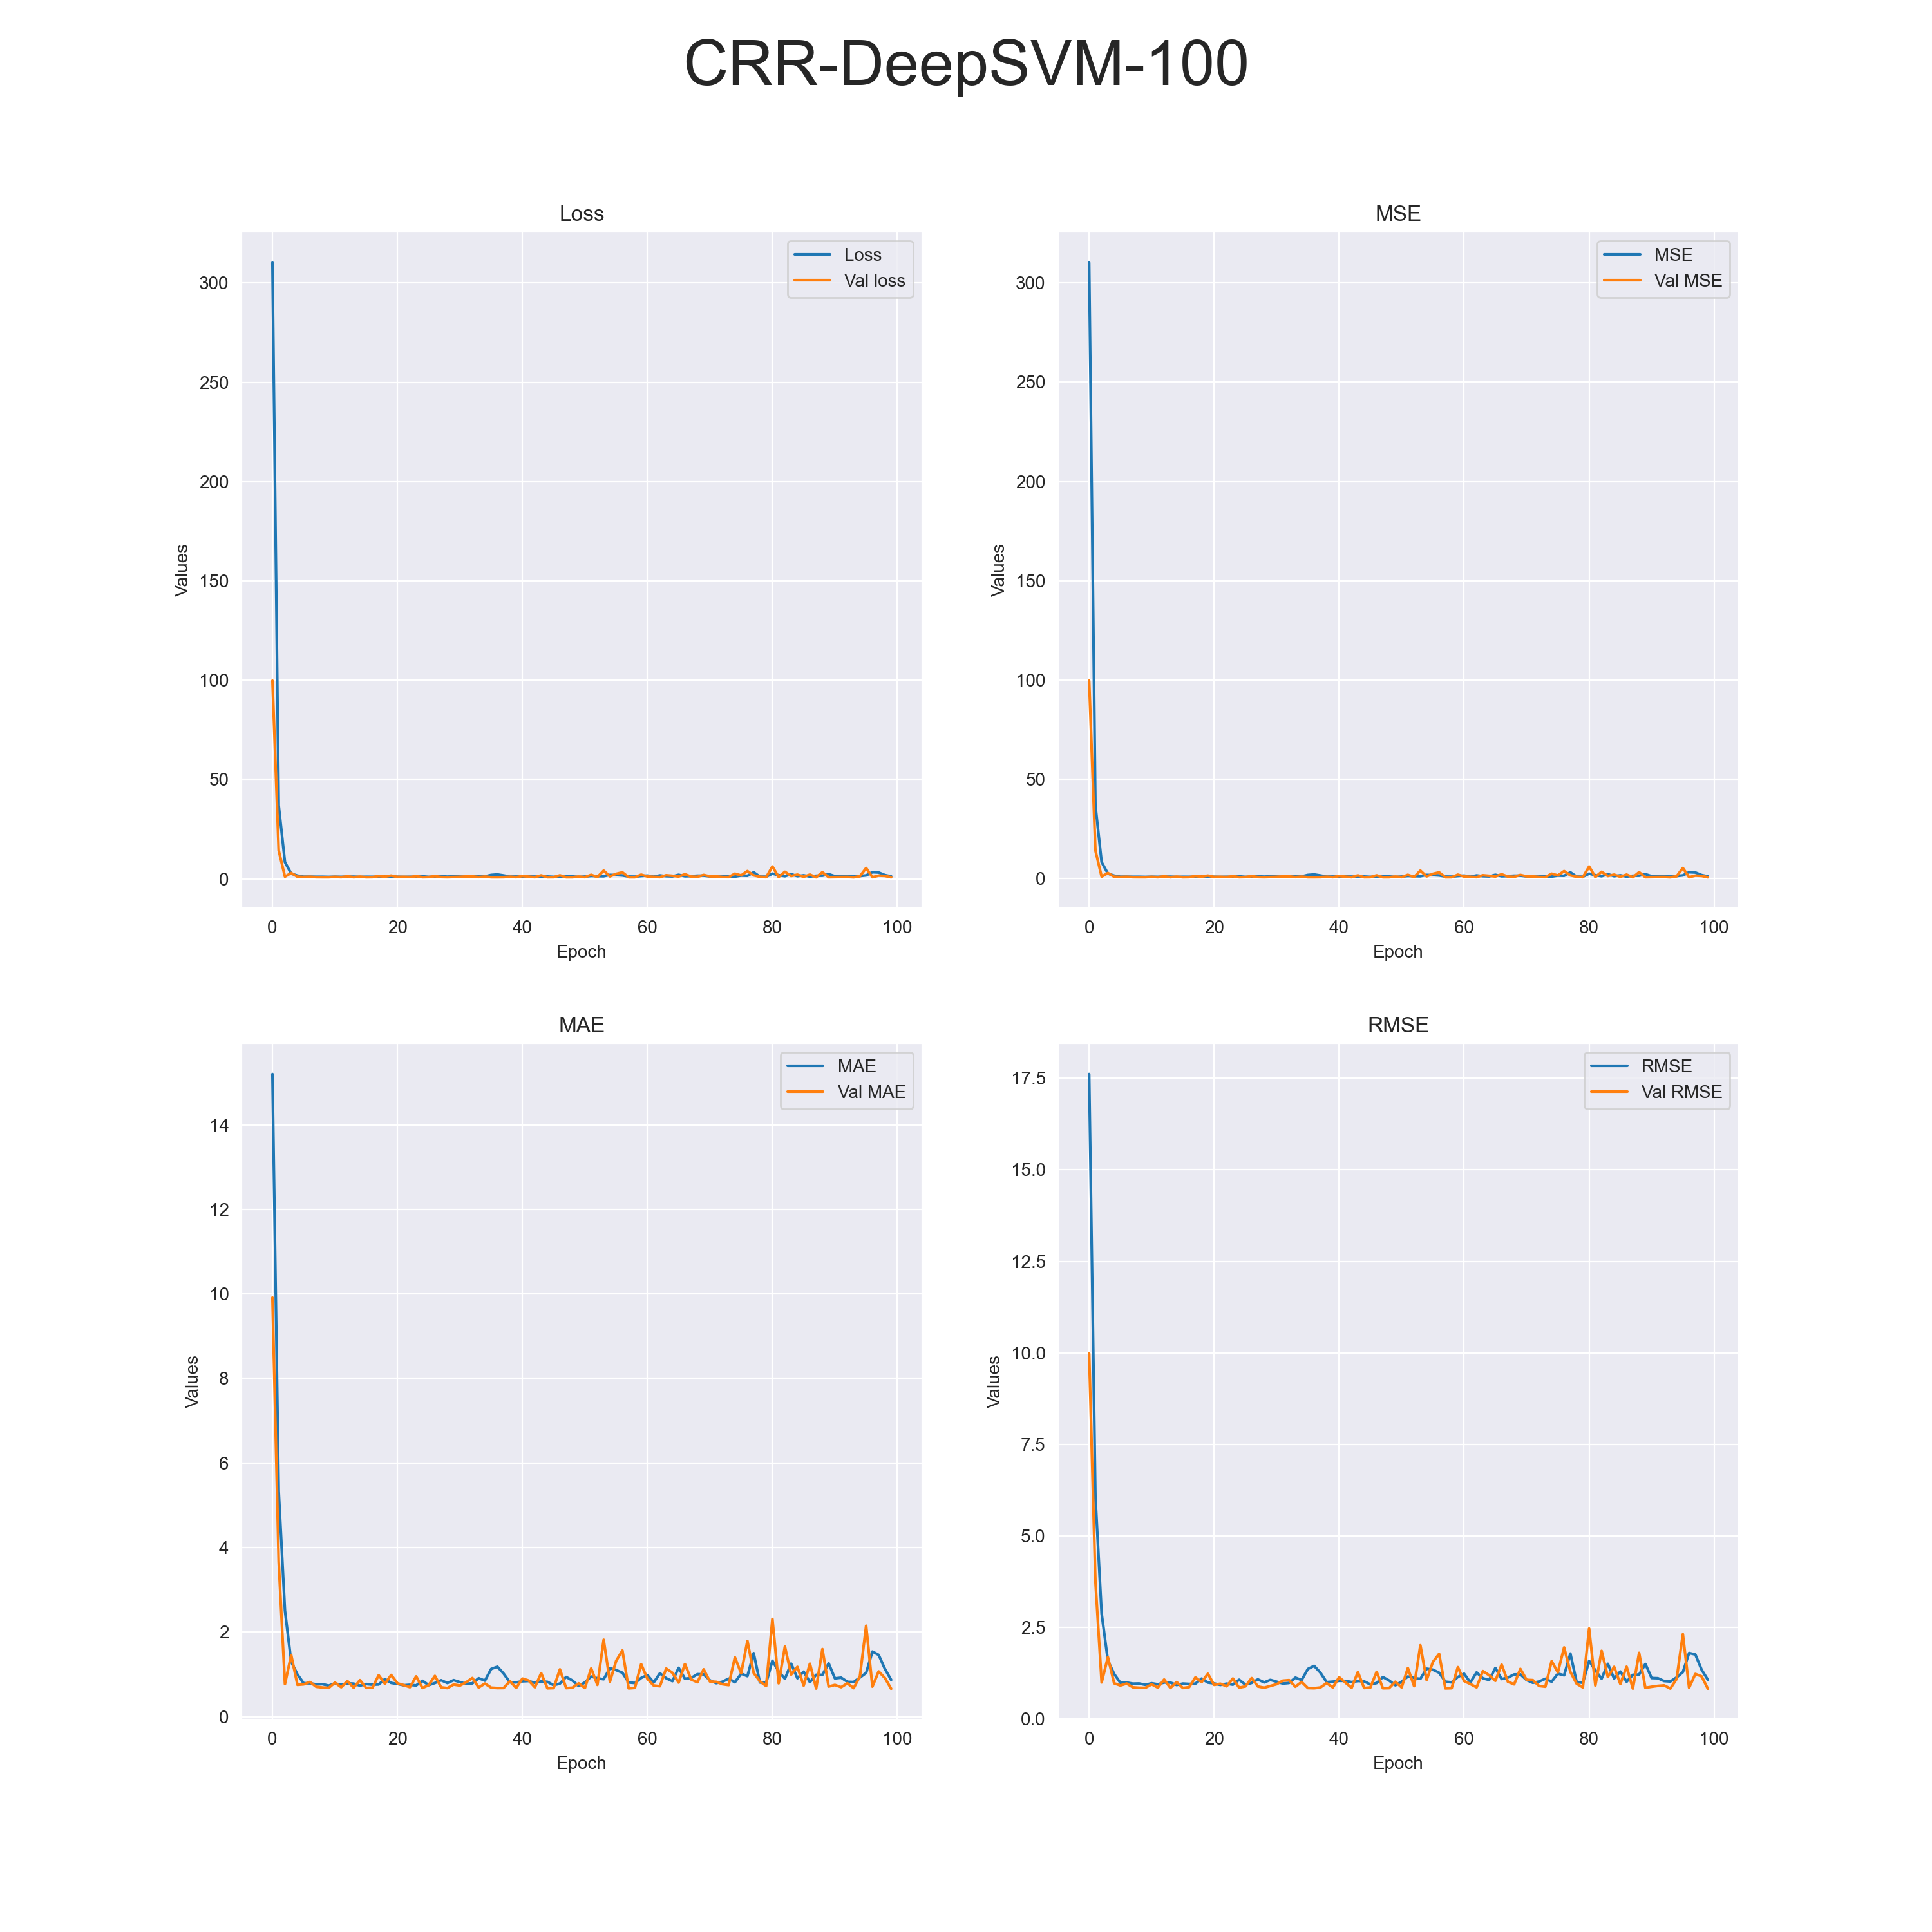 CRR-DeepSVM-100
Loss
Loss
Val loss
300
250
200
150
100
50
0
Values
0 20 40 60 80 100
Epoch
MSE
MSE
Val MSE
300
250
200
150
100
50
0
Values
0 20 40 60 80 100
Epoch
MAE
MAE
Val MAE
14
12
10
8
6
4
2
0
Values
0 20 40 60 80 100
Epoch
RMSE
RMSE
Val RMSE
17.5
15.0
12.5
10.0
7.5
5.0
2.5
0.0
Values
0 20 40 60 80 100
Epoch